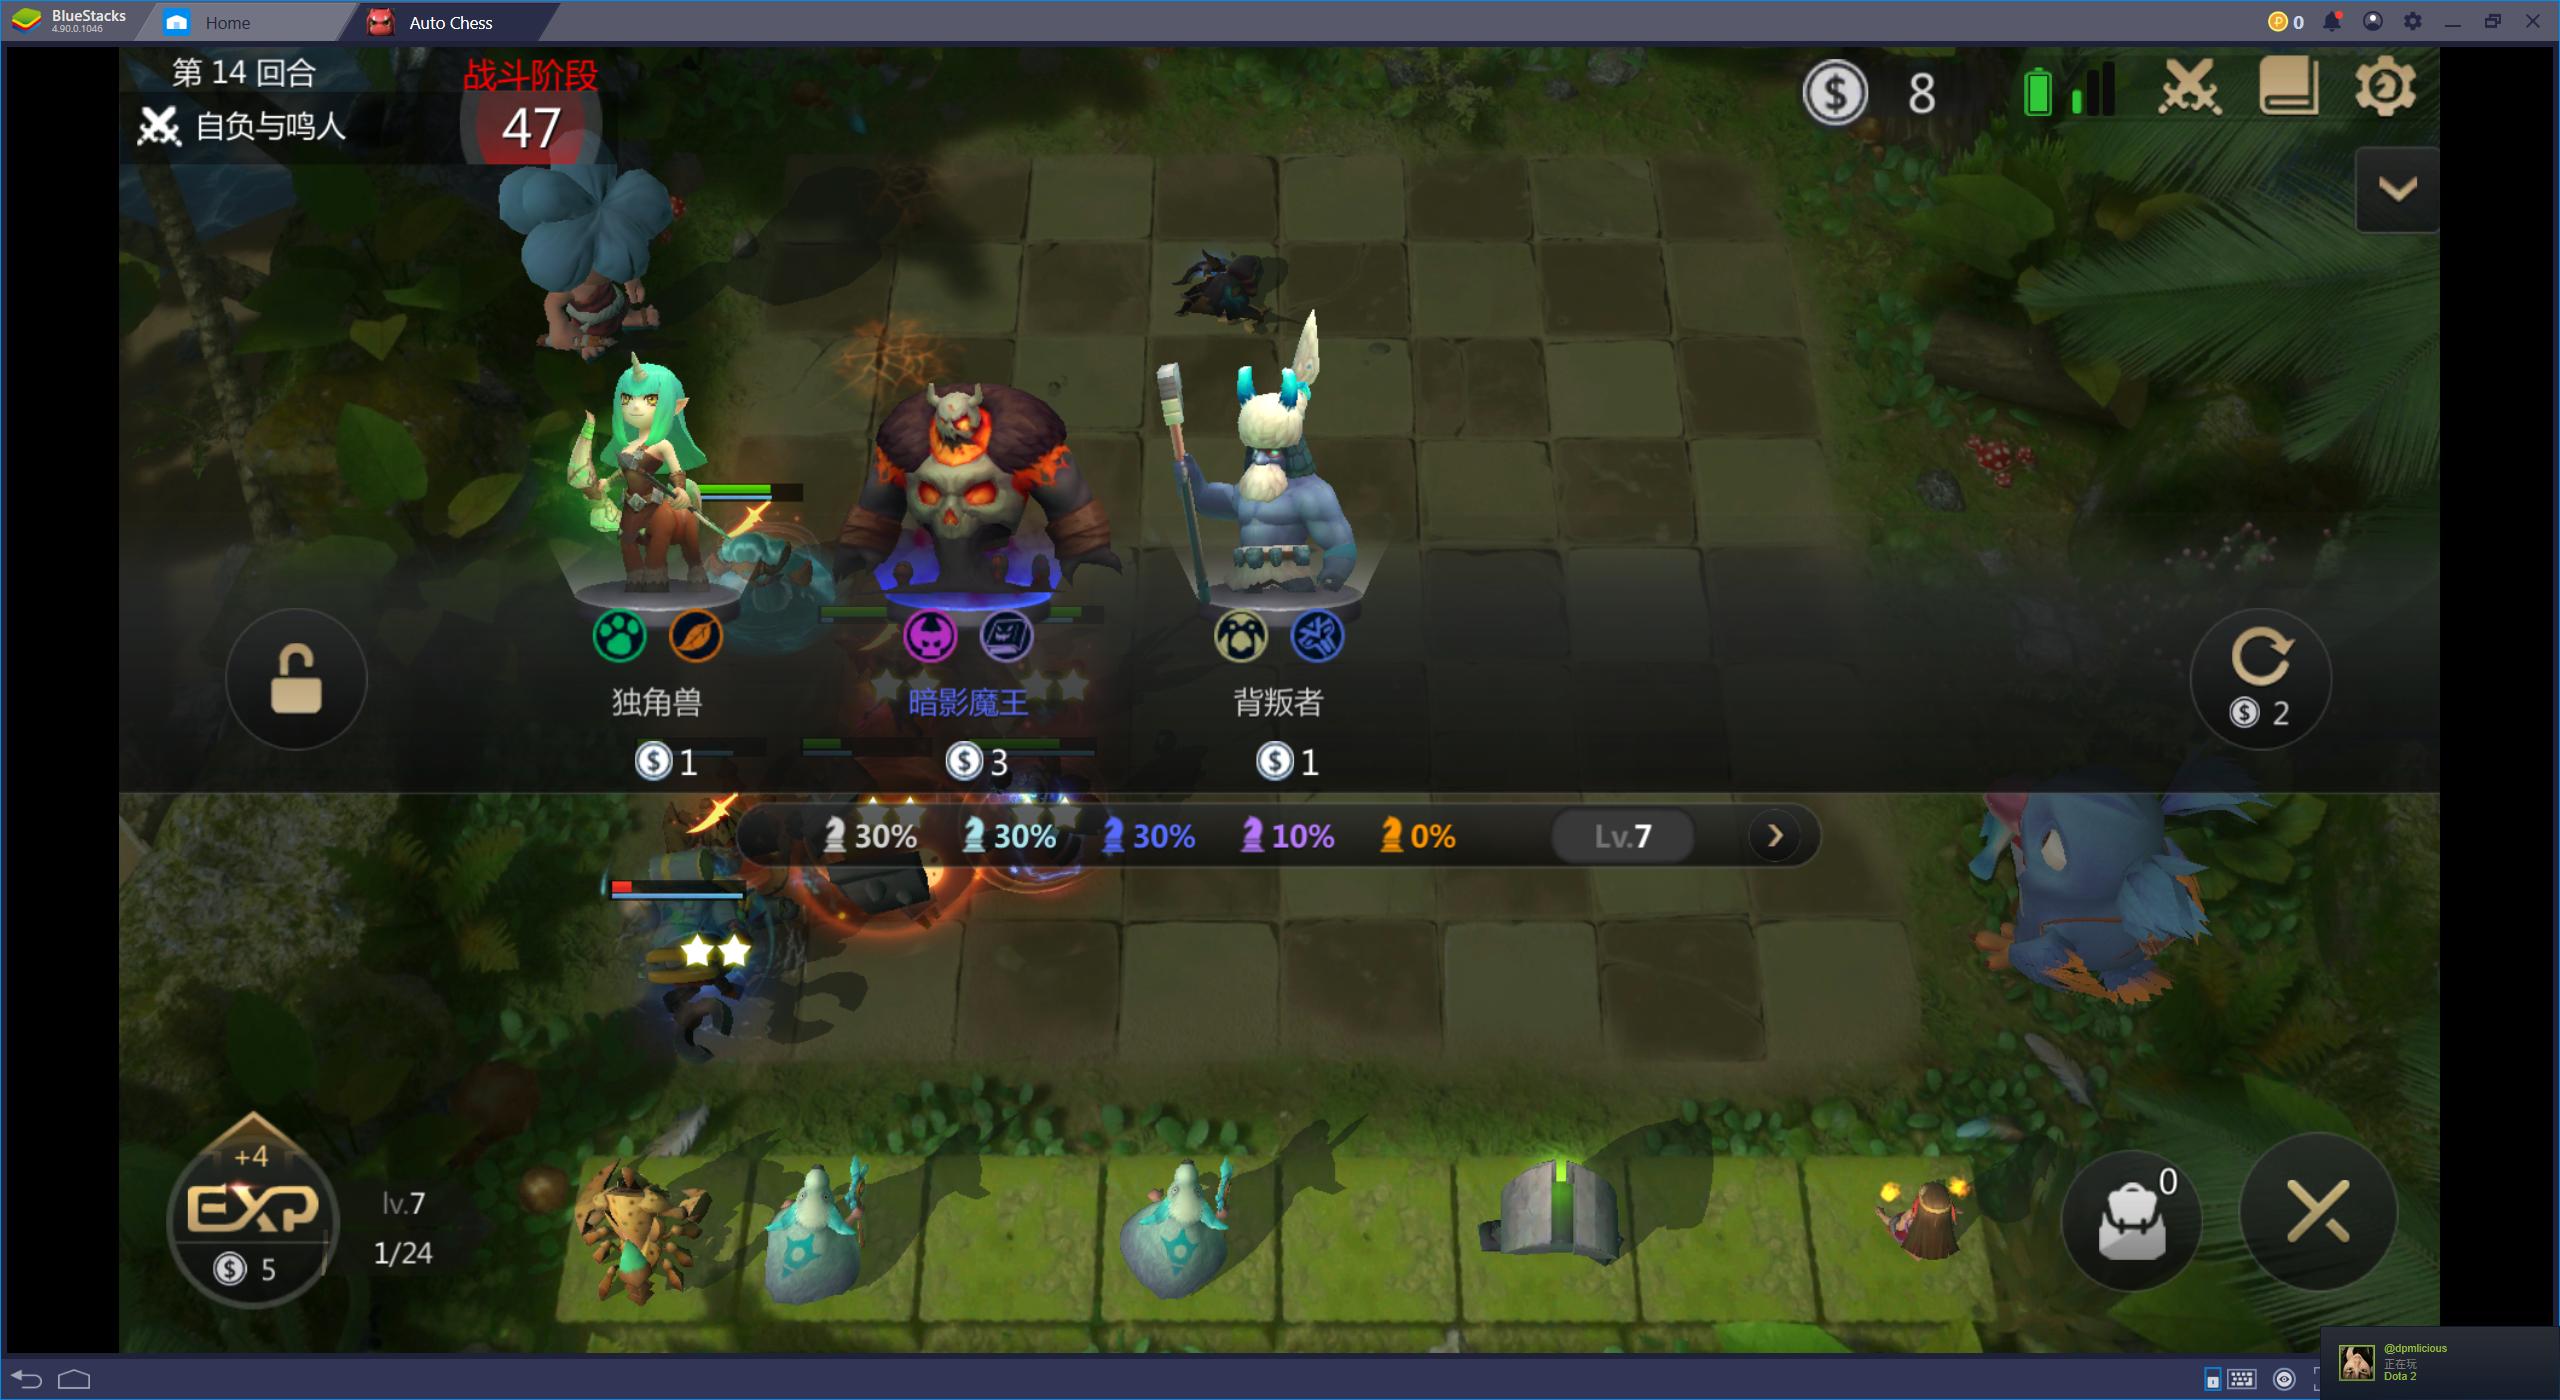 BlueStacks
4.90.0.1046
Home
Auto Chess
0
第 14 回合
战斗阶段
47
自负与鸣人
8
独角兽
暗影魔王
背叛者
1
3
1
2
30%
30%
30%
10%
0%
Lv.7
+4
EXP
5
lv.7
1/24
0
@dpmlicious
正在玩
Dota 2